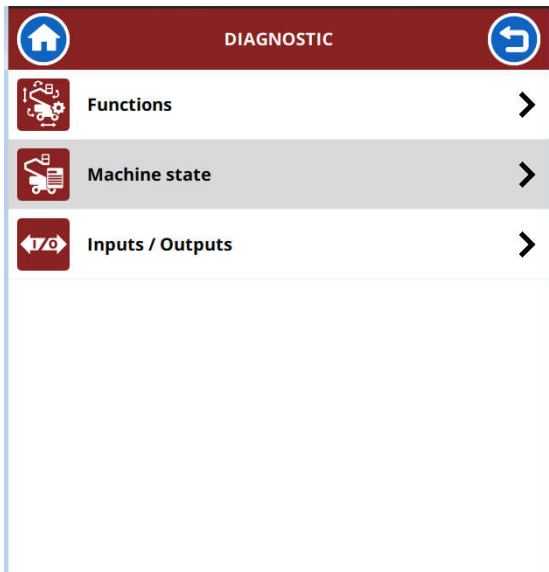 DIAGNOSTIC
Functions
Machine state
I/O
Inputs / Outputs